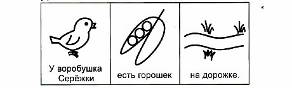 У воробушка
Серёжки
есть горошек
на дорожке.